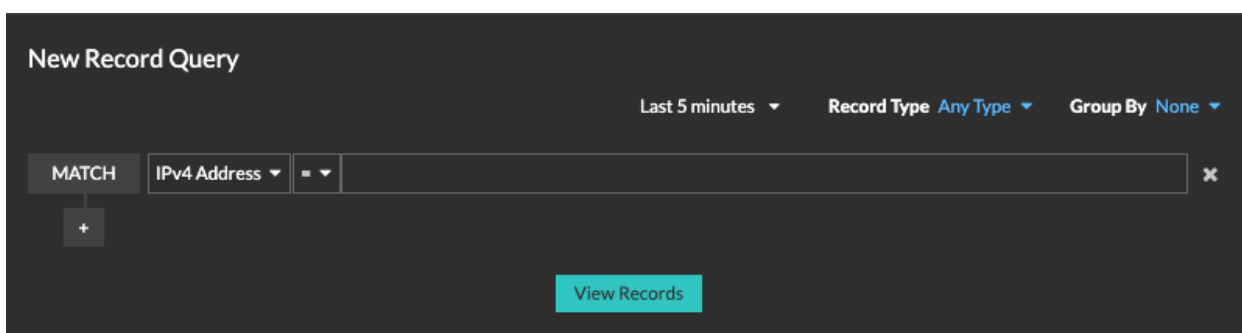 New Record Query
Last 5 minutes Record Type Any Type Group By None
MATCH IPv4 Address =
+
View Records